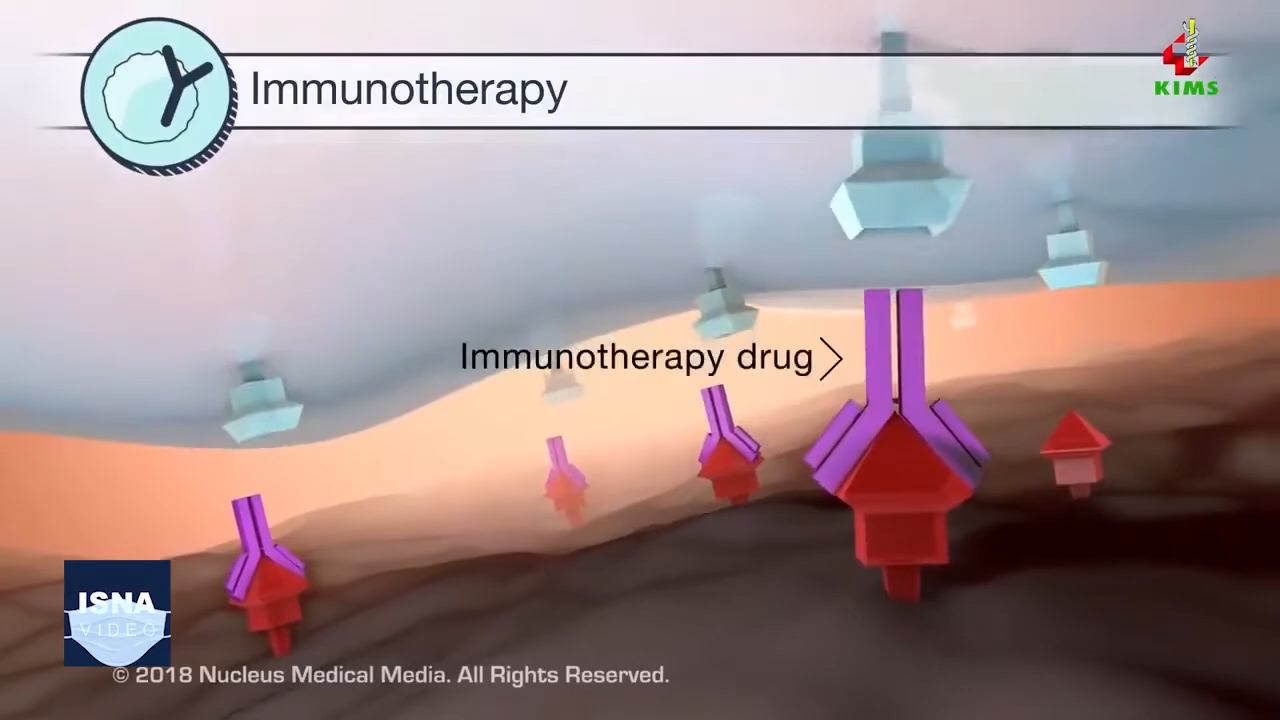 Immunotherapy
KIMS
Immunotherapy drug
ISNA
VIDEO
© 2018 Nucleus Medical Media. All Rights Reserved.